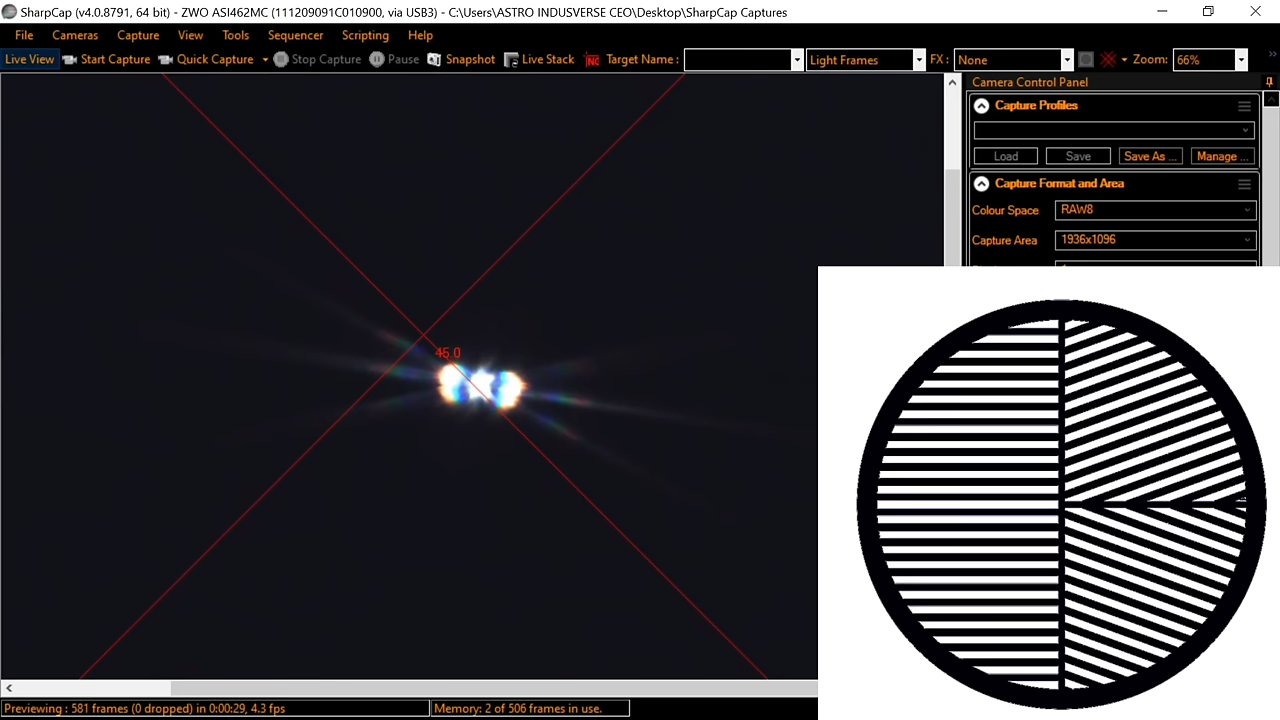 SharpCap (v4.0.8791, 64 bit) - ZWO ASI462MC (111209091C010900, via USB3) - C:\Users\ASTRO INDUSVERSE CEO\Desktop\SharpCap Captures
File Cameras Capture View Tools Sequencer Scripting Help
Live View Start Capture Quick Capture Stop Capture Pause Snapshot Live Stack Target Name : Light Frames FX : None Zoom: 66%
Camera Control Panel
Capture Profiles
Load Save Save As ... Manage ...
Capture Format and Area
Colour Space RAW8
Capture Area 1936x1096
45.0
Previewing : 581 frames (0 dropped) in 0:00:29, 4.3 fps Memory: 2 of 506 frames in use.